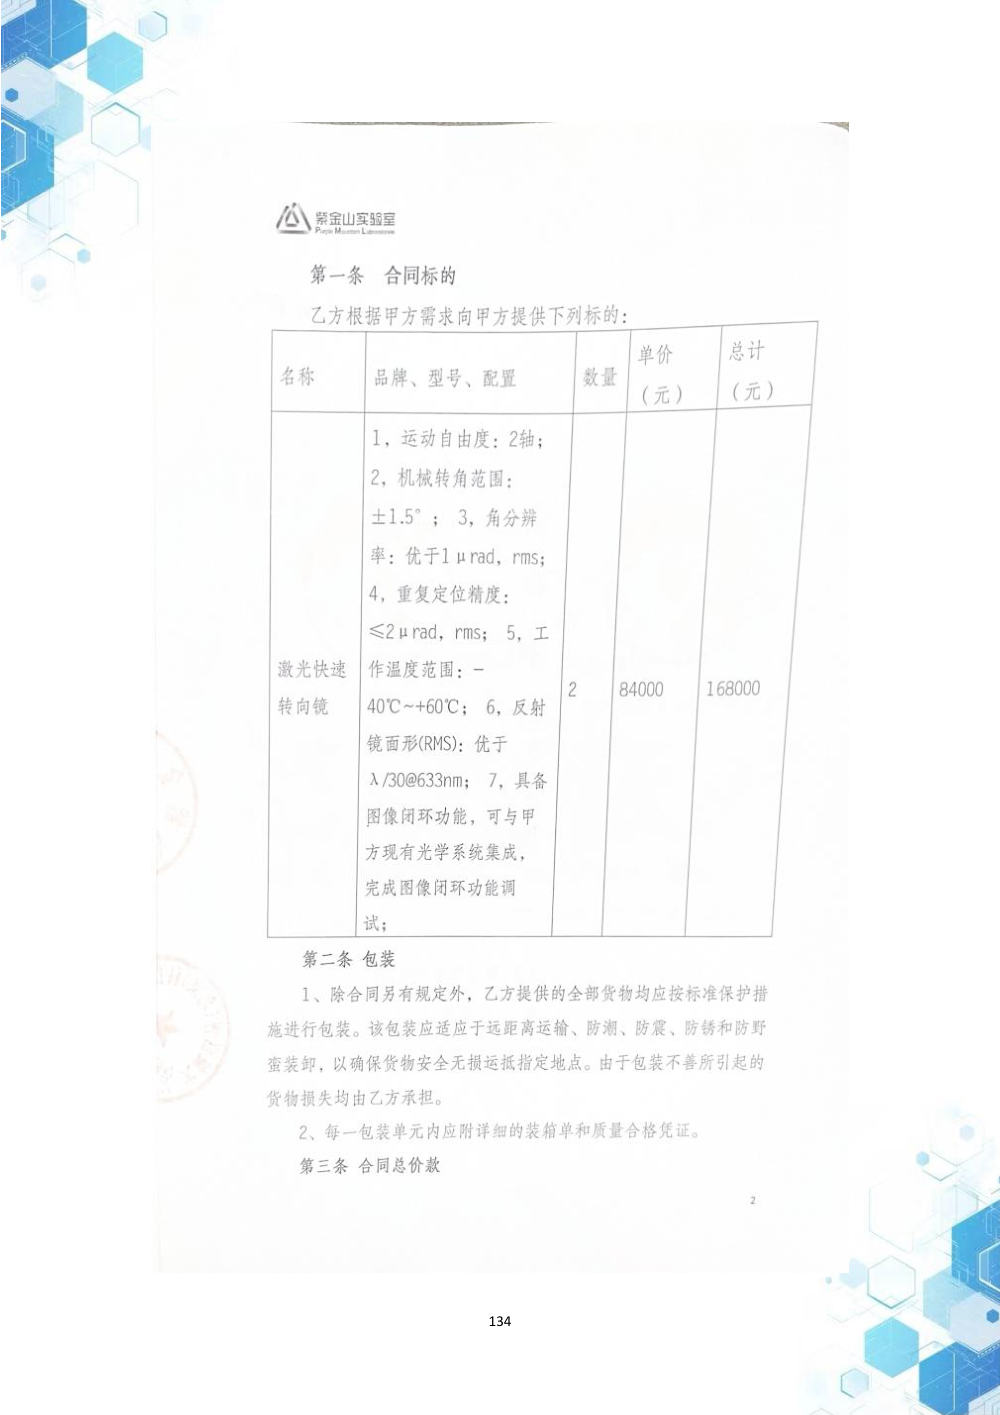 紫金山实验室
Purple Mountain Laboratories
第一条 合同标的
乙方根据甲方需求向甲方提供下列标的：
名称
品牌、型号、配置
数量
单价
（元）
总计
（元）
激光快速
转向镜
1，运动自由度：2轴；
2，机械转角范围：
±1.5°； 3，角分辨
率：优于1μrad，rms；
4，重复定位精度：
≤2μrad，rms； 5，工
作温度范围：-
40℃~+60℃； 6，反射
镜面形(RMS)：优于
λ/30@633nm； 7，具备
图像闭环功能，可与甲
方现有光学系统集成，
完成图像闭环功能调
试；
2
84000
168000
第二条 包装
1、除合同另有规定外，乙方提供的全部货物均应按标准保护措
施进行包装。该包装应适应于远距离运输、防潮、防震、防锈和防野
蛮装卸，以确保货物安全无损运抵指定地点。由于包装不善所引起的
货物损失均由乙方承担。
2、每一包装单元内应附详细的装箱单和质量合格凭证。
第三条 合同总价款
2
134